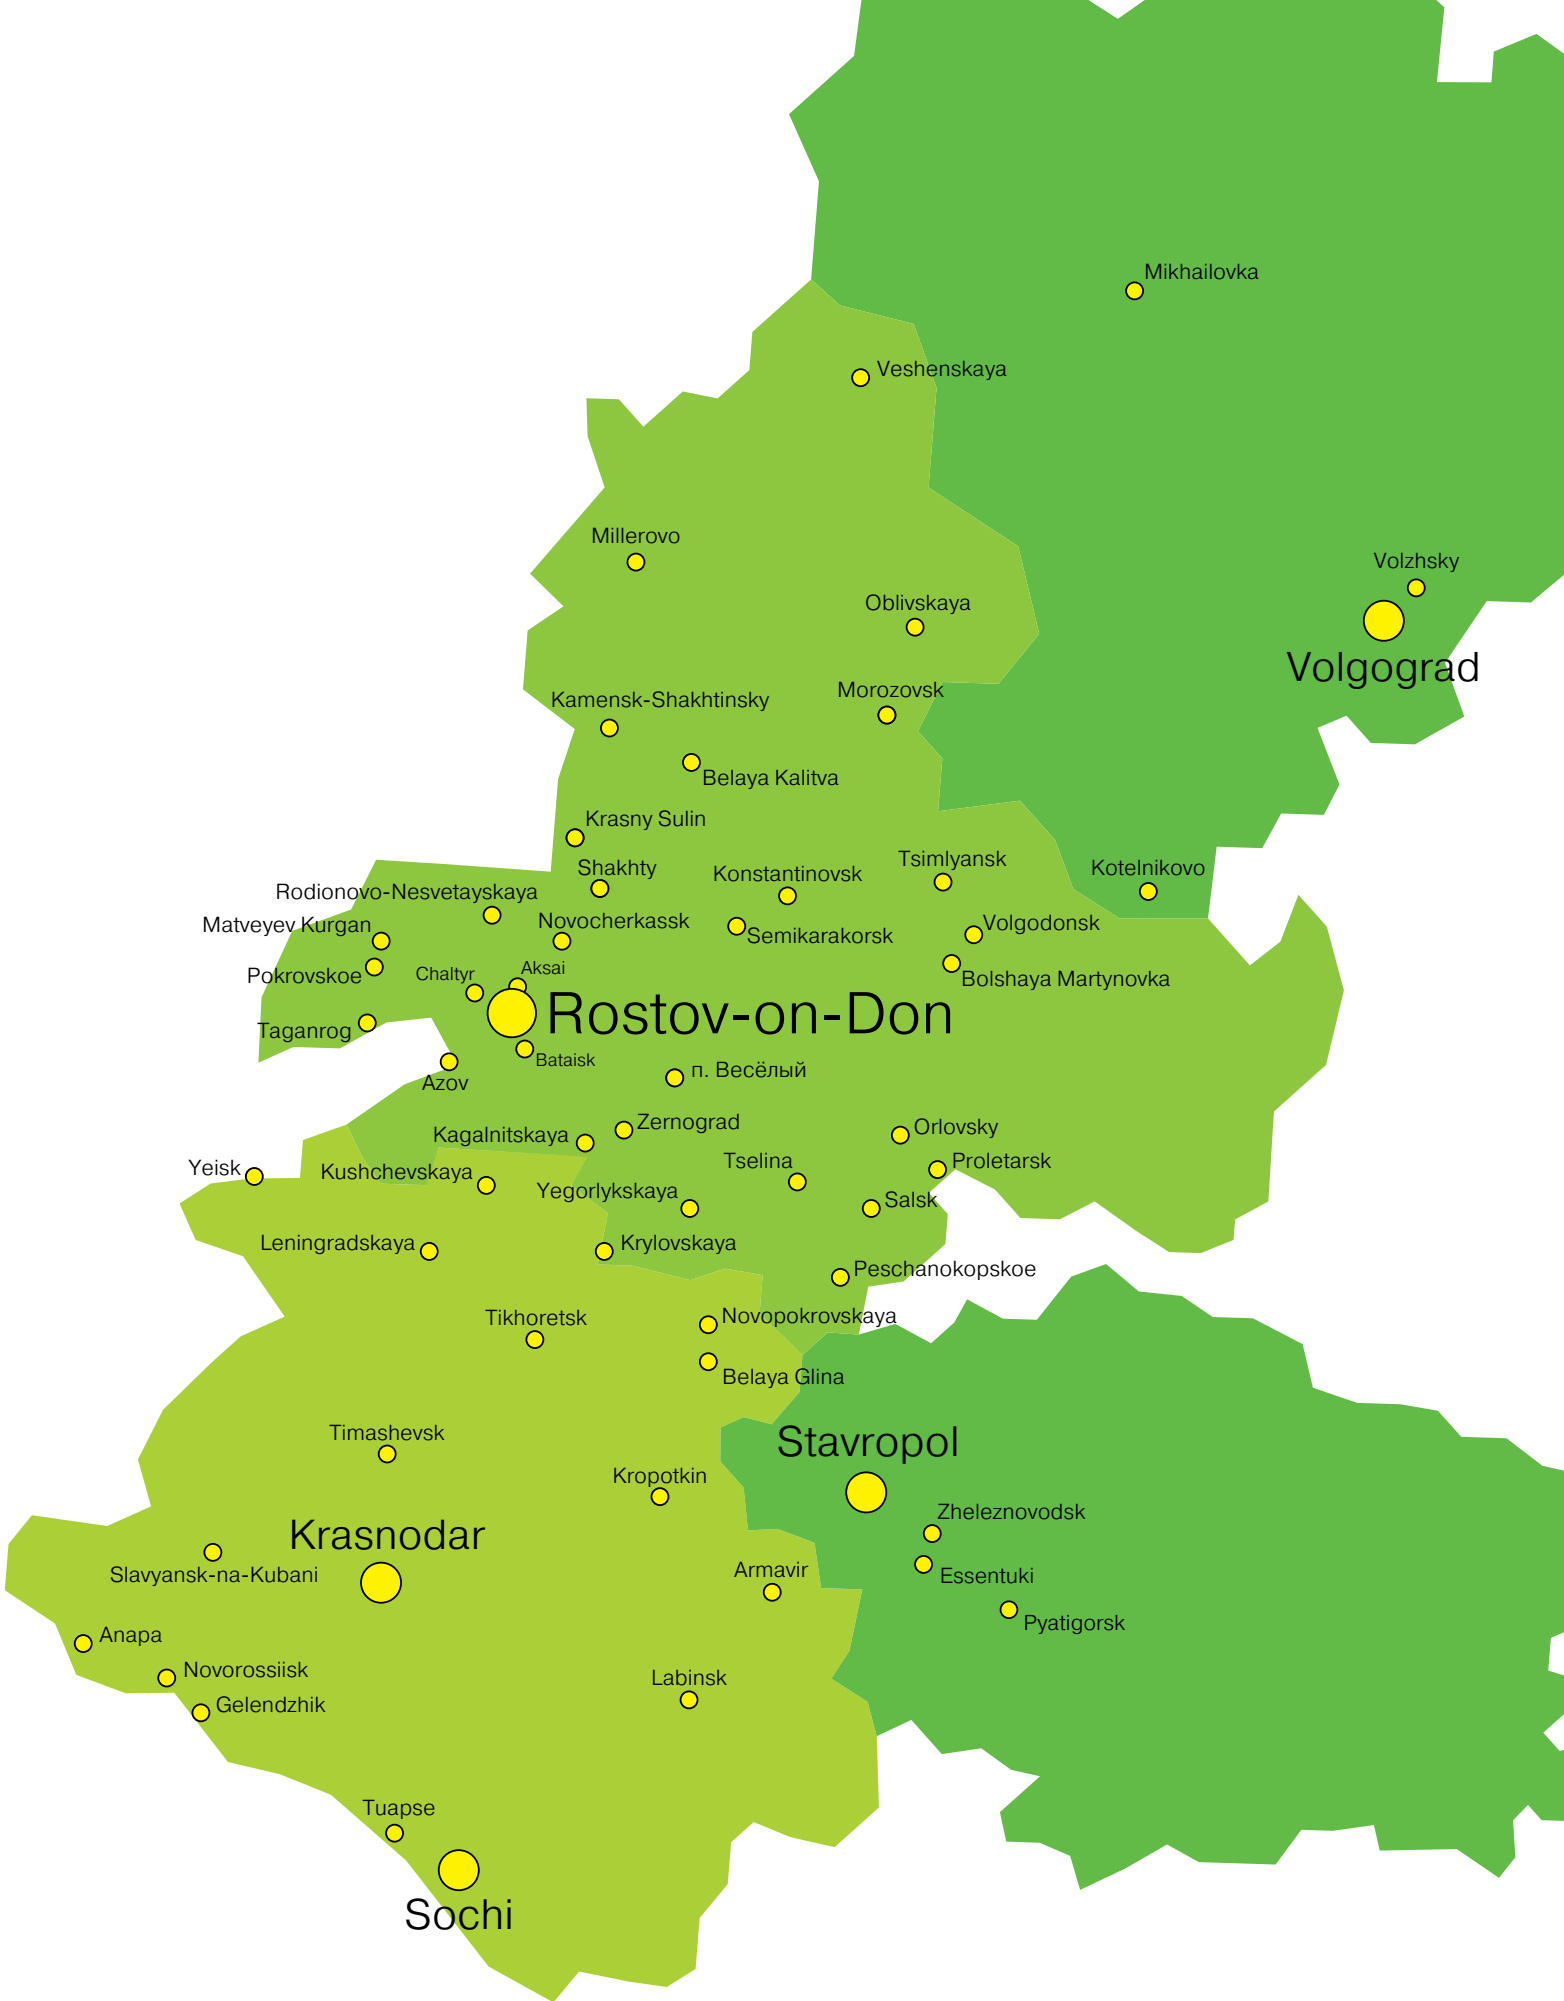 Mikhailovka
Veshenskaya
Millerovo
Volzhsky
Oblivskaya
Volgograd
Morozovsk
Kamensk-Shakhtinsky
Belaya Kalitva
Krasny Sulin
Tsimlyansk
Shakhty
Kotelnikovo
Konstantinovsk
Rodionovo-Nesvetayskaya
Novocherkassk
Volgodonsk
Matveyev Kurgan
Semikarakorsk
Aksai
Chaltyr
Pokrovskoe
Bolshaya Martynovka
Rostov-on-Don
Taganrog
Bataisk
п. Весёлый
Azov
Zernograd
Orlovsky
Kagalnitskaya
Tselina
Proletarsk
Yeisk
Kushchevskaya
Yegorlykskaya
Salsk
Leningradskaya
Krylovskaya
Peschanokopskoe
Novopokrovskaya
Tikhoretsk
Belaya Glina
Timashevsk
Stavropol
Kropotkin
Zheleznovodsk
Krasnodar
Armavir
Slavyansk-na-Kubani
Essentuki
Pyatigorsk
Anapa
Novorossiisk
Labinsk
Gelendzhik
Tuapse
Sochi